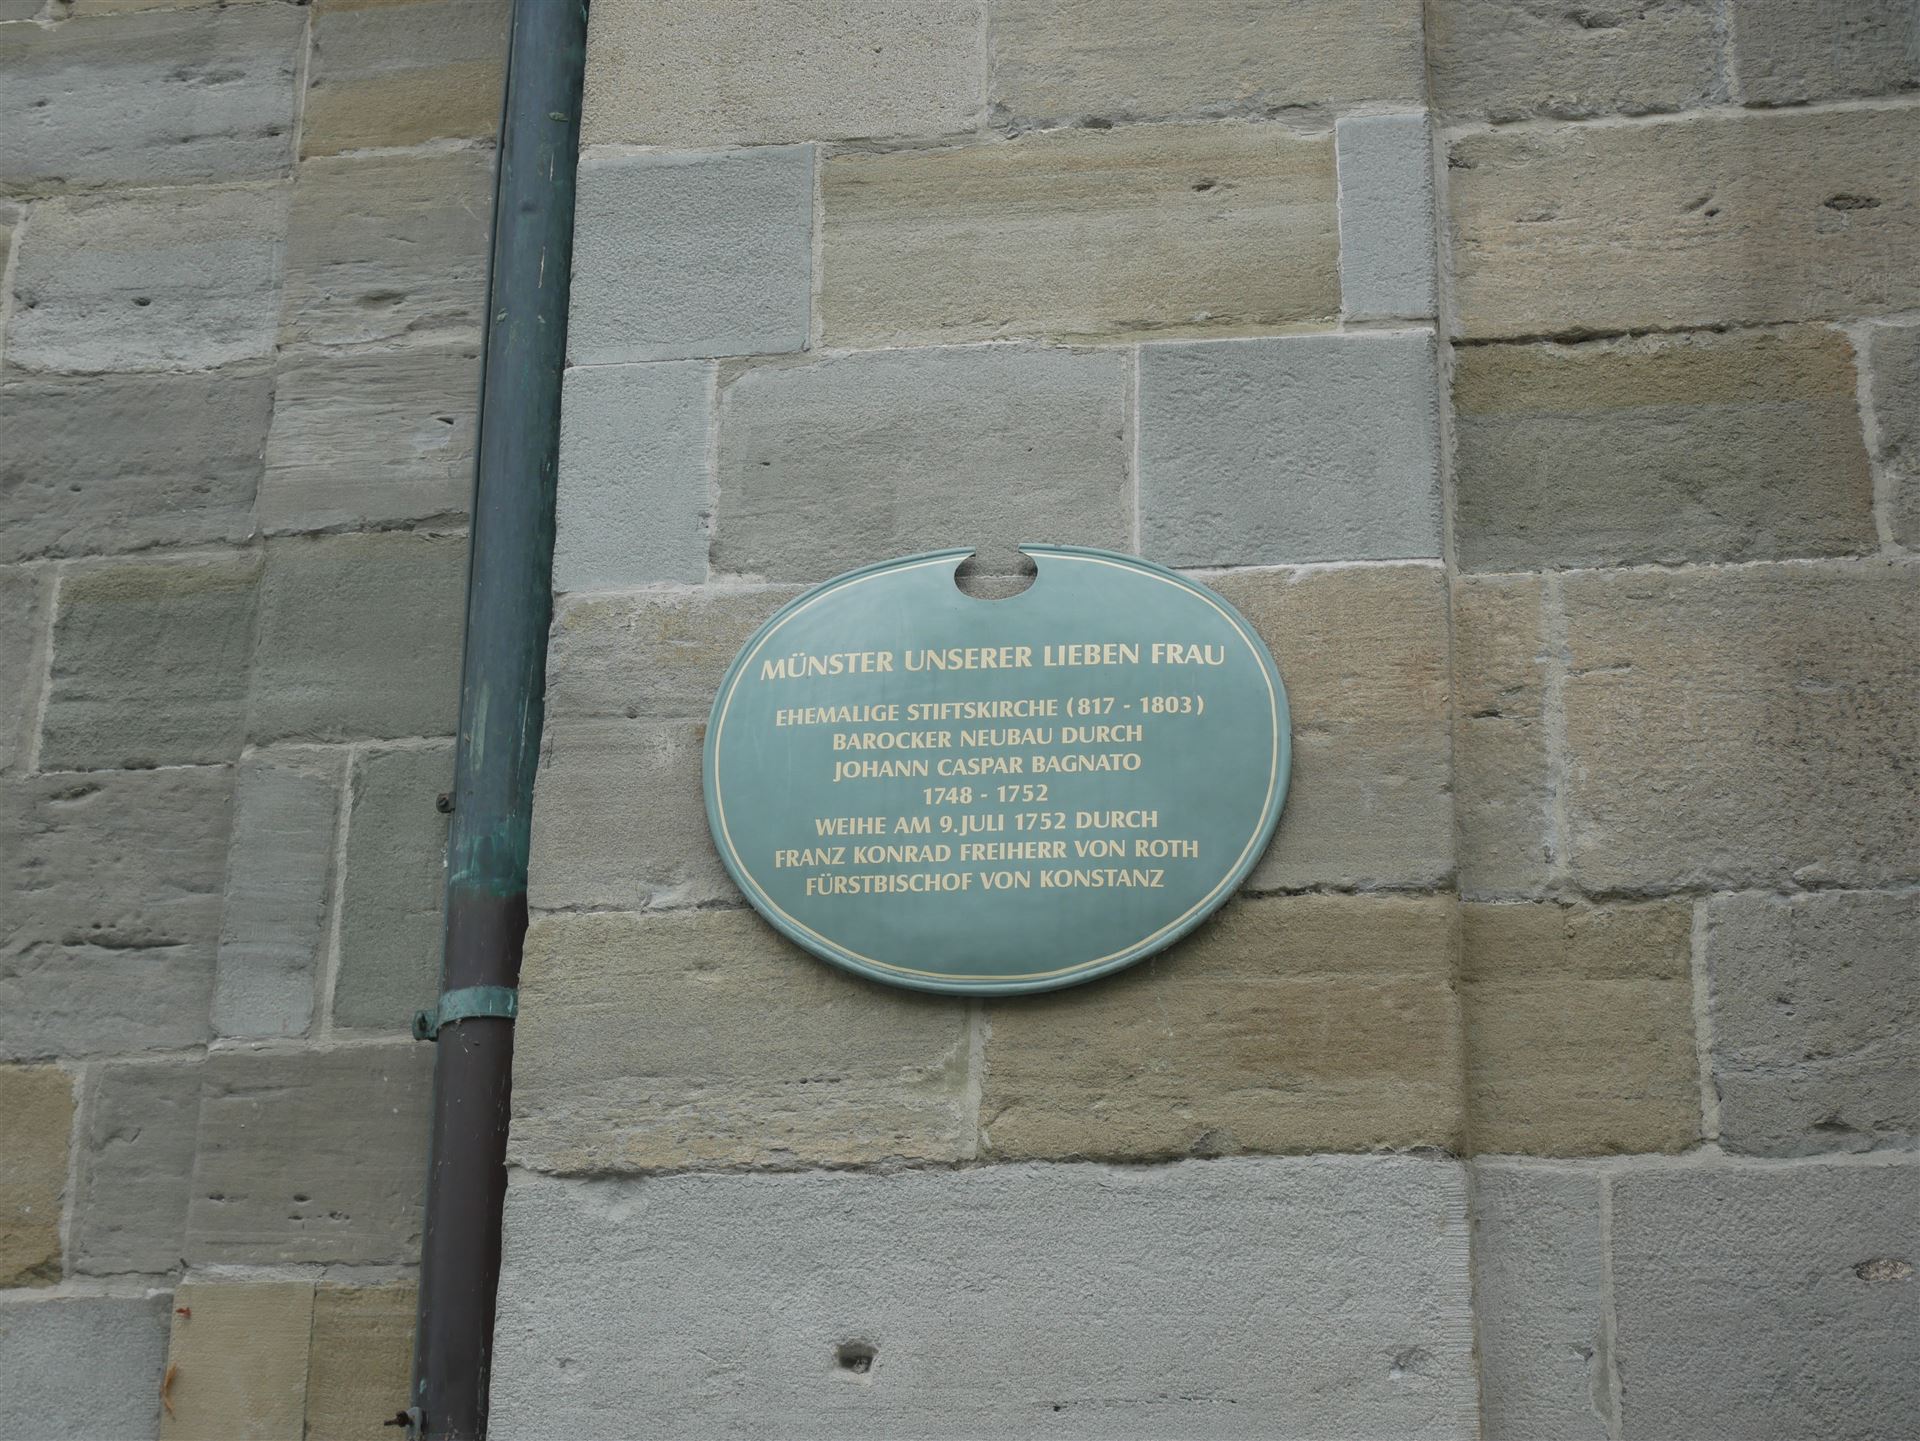 MÜNSTER UNSERER LIEBEN FRAU
EHEMALIGE STIFTSKIRCHE (817 - 1803)
BAROCKER NEUBAU DURCH
JOHANN CASPAR BAGNATO
1748 - 1752
WEIHE AM 9.JULI 1752 DURCH
FRANZ KONRAD FREIHERR VON ROTH
FÜRSTBISCHOF VON KONSTANZ